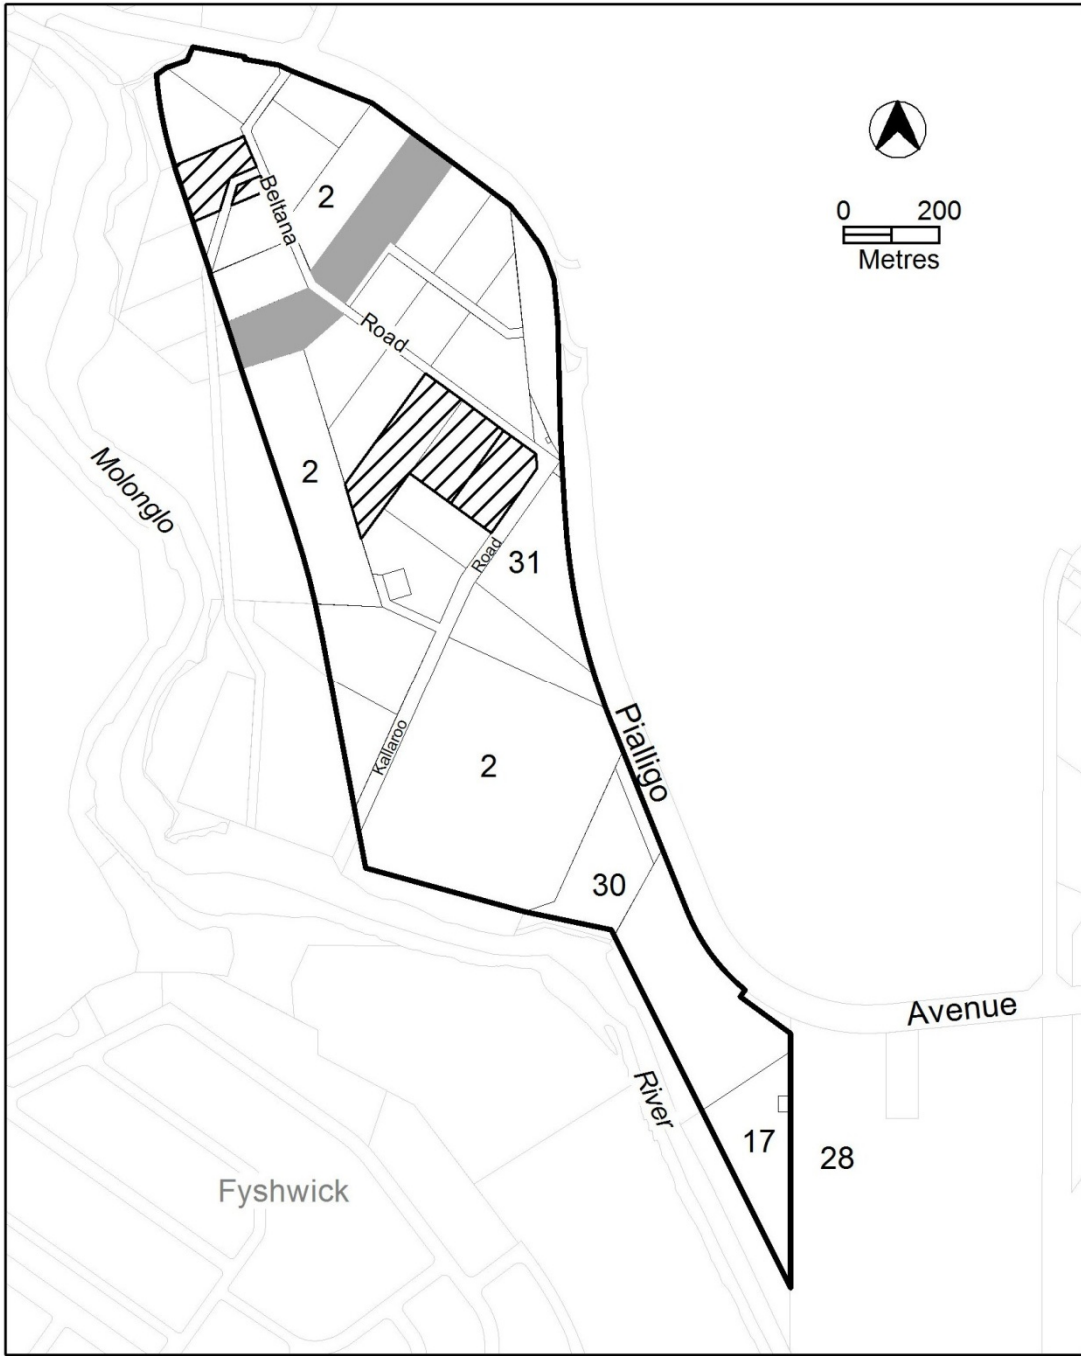 0 200
Metres
2
Beltana
Road
2
Molonglo
Road
31
Pialligo
Kallaroo
2
30
Avenue
River
17
28
Fyshwick